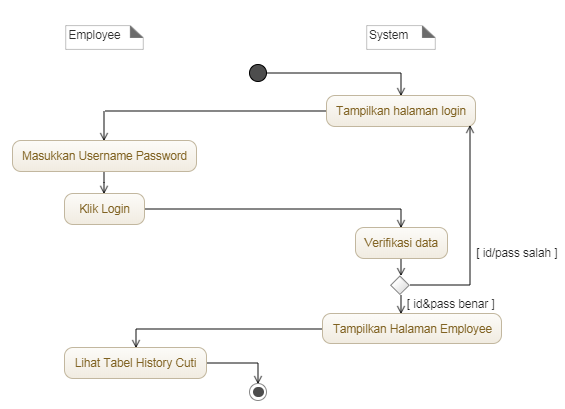 Employee
System
Tampilkan halaman login
Masukkan Username Password
Klik Login
Verifikasi data
[ id/pass salah ]
[ id&pass benar ]
Tampilkan Halaman Employee
Lihat Tabel History Cuti